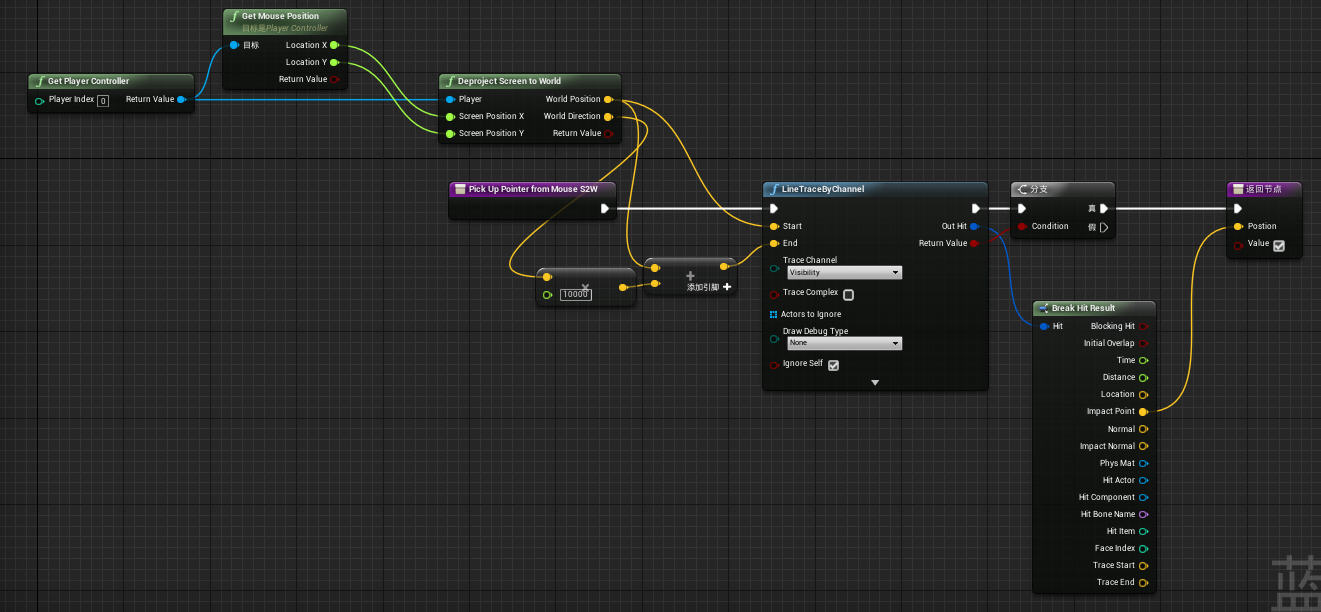 Get Mouse Position
目标是Player Controller
目标
Location X
Location Y
Return Value
Get Player Controller
Player Index 0
Return Value
Deproject Screen to World
Player
World Position
Screen Position X
World Direction
Screen Position Y
Return Value
Pick Up Pointer from Mouse S2W
10000
添加引脚
LineTraceByChannel
Start
Out Hit
End
Return Value
Trace Channel
Visibility
Trace Complex
Actors to Ignore
Draw Debug Type
None
Ignore Self
分支
真
Condition
假
返回节点
Postion
Value
Break Hit Result
Hit
Blocking Hit
Initial Overlap
Time
Distance
Location
Impact Point
Normal
Impact Normal
Phys Mat
Hit Actor
Hit Component
Hit Bone Name
Hit Item
Face Index
Trace Start
Trace End
蓝